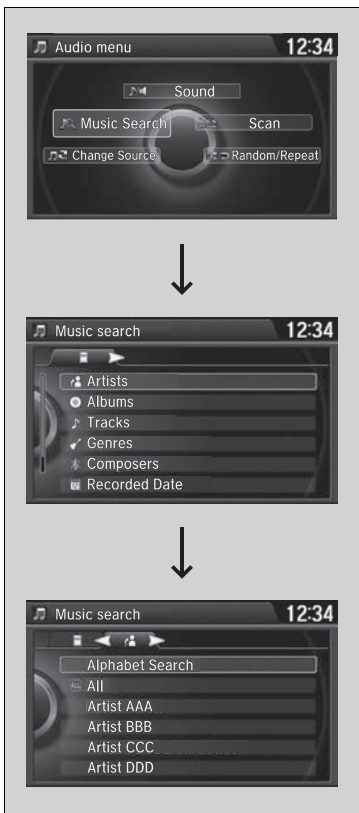 Audio menu 12:34
Sound
Music Search Scan
Change Source Random/Repeat
Music search 12:34
Artists
Albums
Tracks
Genres
Composers
Recorded Date
Music search 12:34
Alphabet Search
ALL All
Artist AAA
Artist BBB
Artist CCC
Artist DDD